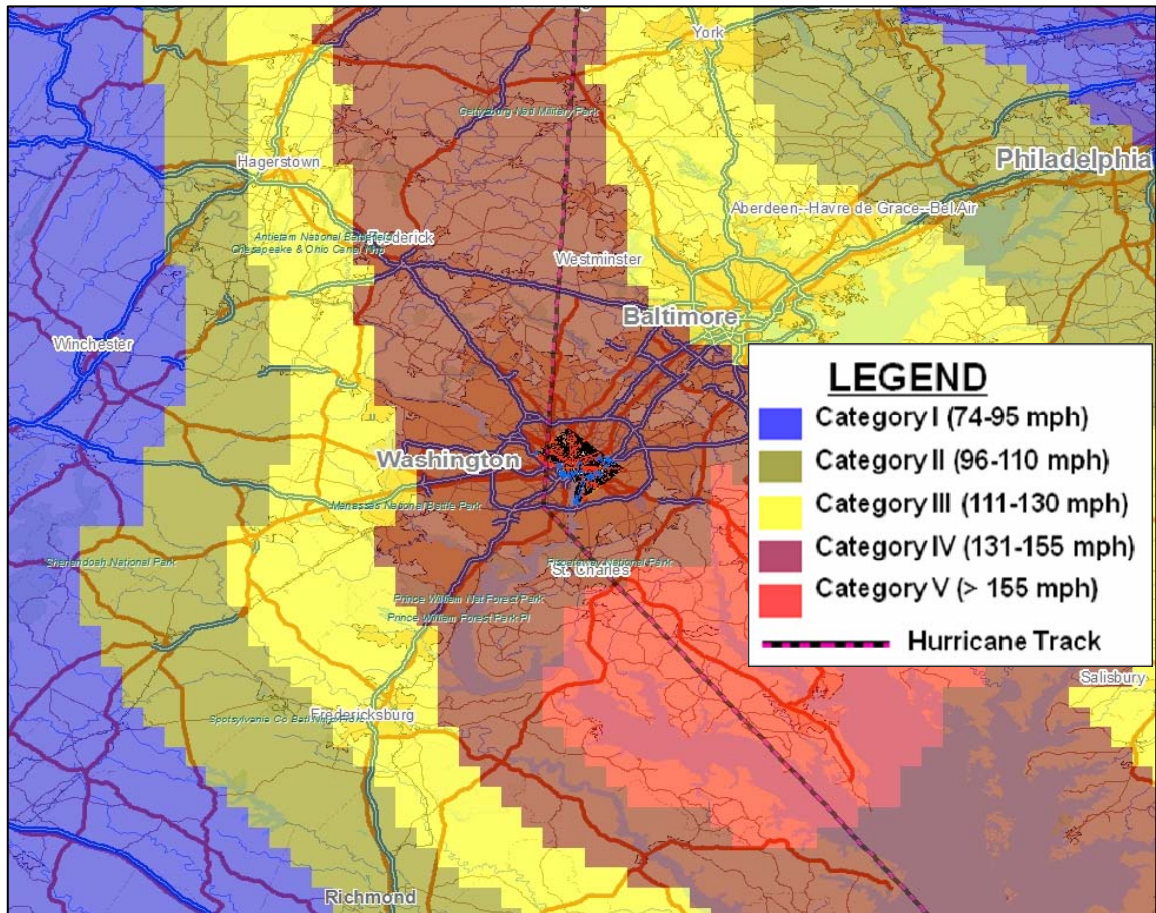 York
Gettysburg Natl Military Park
Hagerstown
Philadelphia
Aberdeen--Havre de Grace--Bel Air
Antietam National
Frederick
Chesapeake & Ohio Canal Nhp
Westminster
Baltimore
Winchester
LEGEND
Category I (74-95 mph)
Category II (96-110 mph)
Category III (111-130 mph)
Category IV (131-155 mph)
Category V (> 155 mph)
Hurricane Track
Washington
Manassas National Battle Park
Shenandoah National Park
Piscataway National Park
St. Charles
Prince William Nat Forest Park
Prince William Forest Park Pl
Salisbury
Spotsylvania Co
Fredericksburg
Richmond